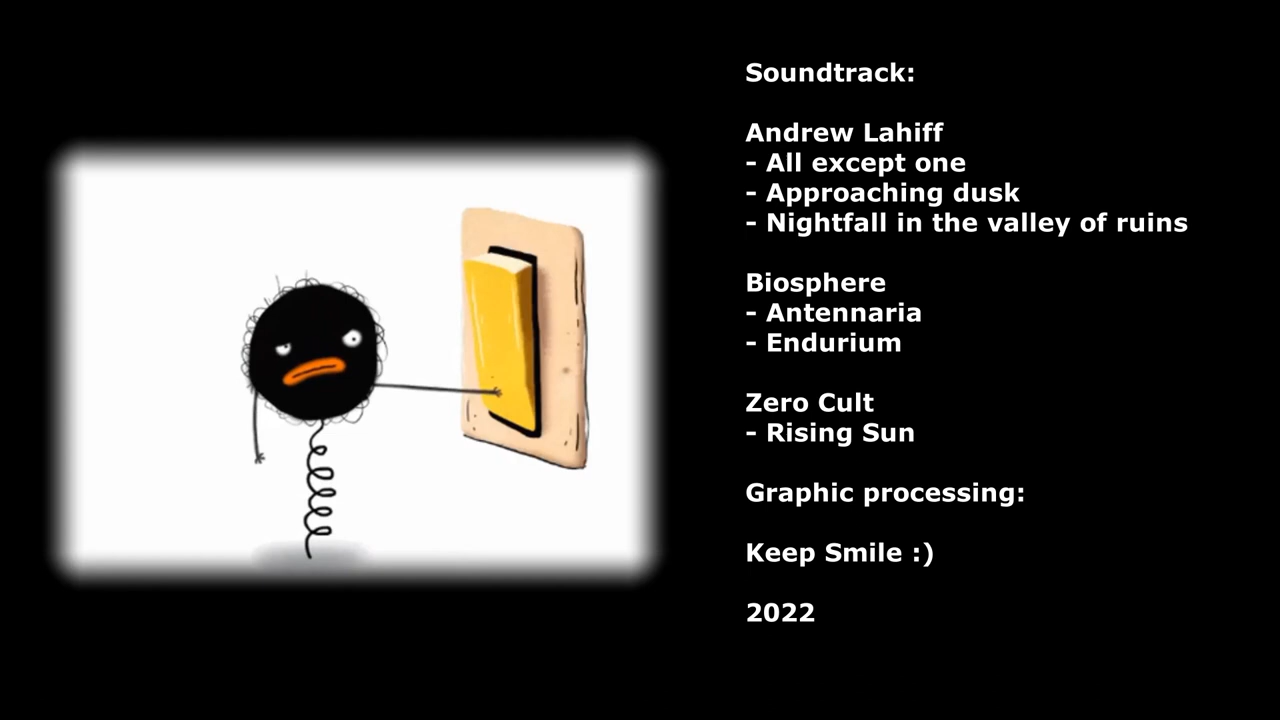 Soundtrack:
Andrew Lahiff
- All except one
- Approaching dusk
- Nightfall in the valley of ruins
Biosphere
- Antennaria
- Endurium
Zero Cult
- Rising Sun
Graphic processing:
Keep Smile :)
2022